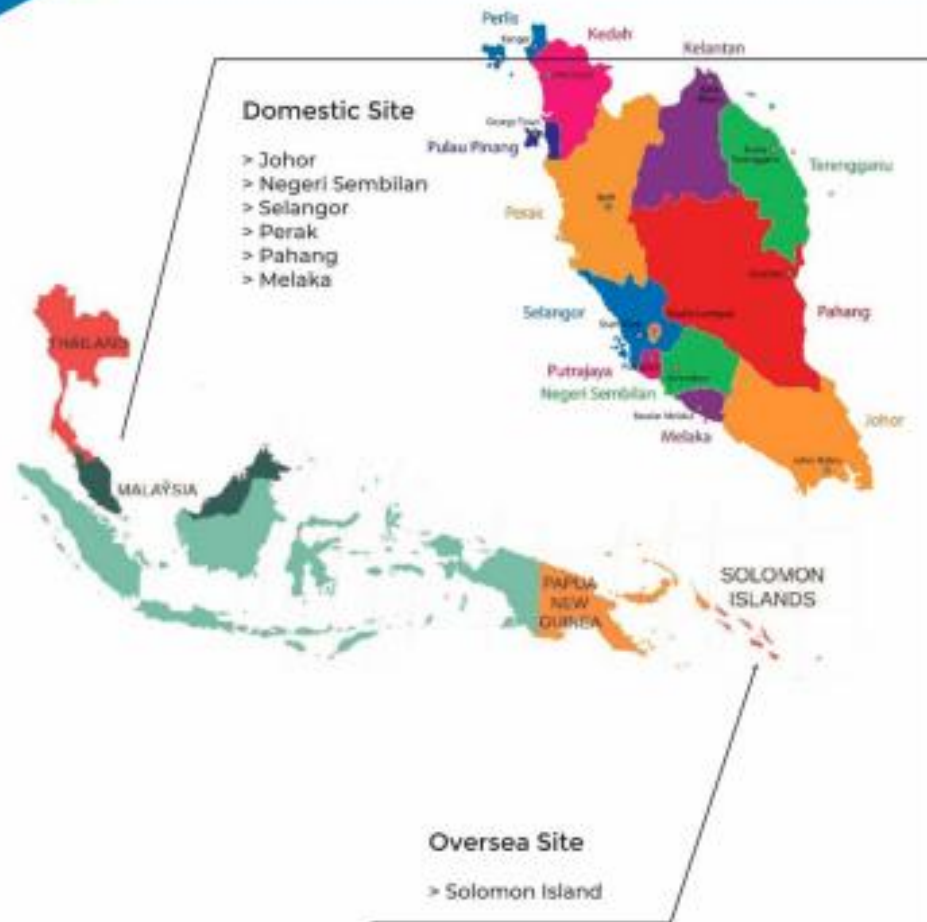 Perlis
Kedah
Kelantan
Domestic Site
> Johor
> Negeri Sembilan
> Selangor
> Perak
> Pahang
> Melaka
Pulau Pinang
Terengganu
Perak
Selangor
Pahang
Putrajaya
Negeri Sembilan
Johor
Melaka
THAILAND
MALAYSIA
PAPUA
NEW
GUINEA
SOLOMON
ISLANDS
Oversea Site
> Solomon Island